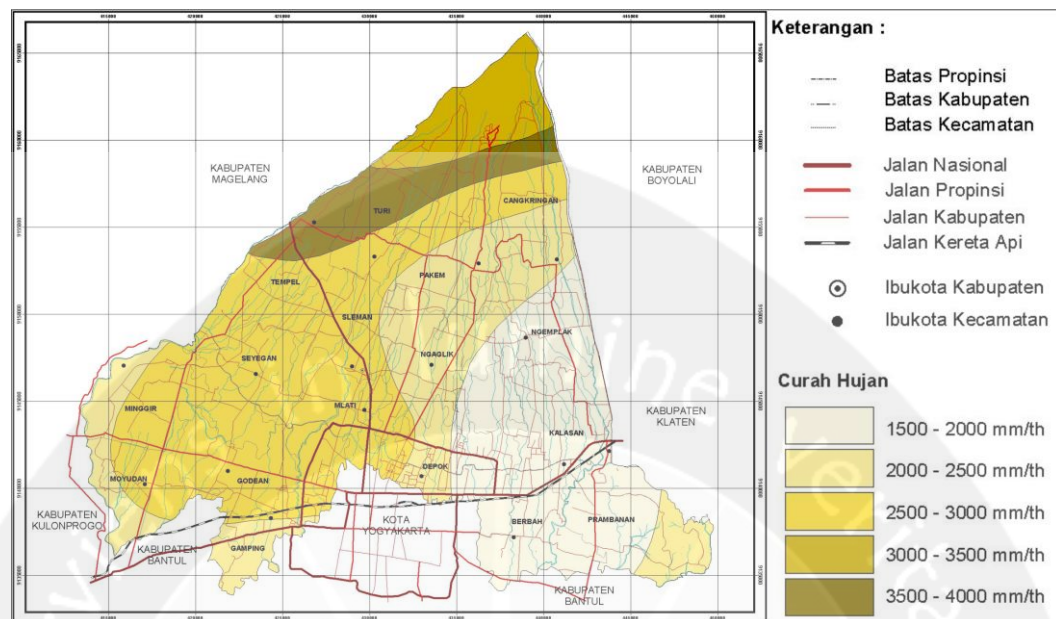 KABUPATEN
MAGELANG
KABUPATEN
BOYOLALI
CANGKRINGAN
TURI
TEMPEL
PAKEM
SLEMAN
NGEMPLAK
SEYEGAN
NGAGLIK
MINGGIR
MLATI
KABUPATEN
KLATEN
KALASAN
DEPOK
MOYUDAN
GODEAN
KABUPATEN
KULONPROGO
KOTA
YOGYAKARTA
BERBAH
PRAMBANAN
KABUPATEN
BANTUL
GAMPING
KABUPATEN
BANTUL
Keterangan :
Batas Propinsi
Batas Kabupaten
Batas Kecamatan
Jalan Nasional
Jalan Propinsi
Jalan Kabupaten
Jalan Kereta Api
Ibukota Kabupaten
Ibukota Kecamatan
Curah Hujan
1500 - 2000 mm/th
2000 - 2500 mm/th
2500 - 3000 mm/th
3000 - 3500 mm/th
3500 - 4000 mm/th